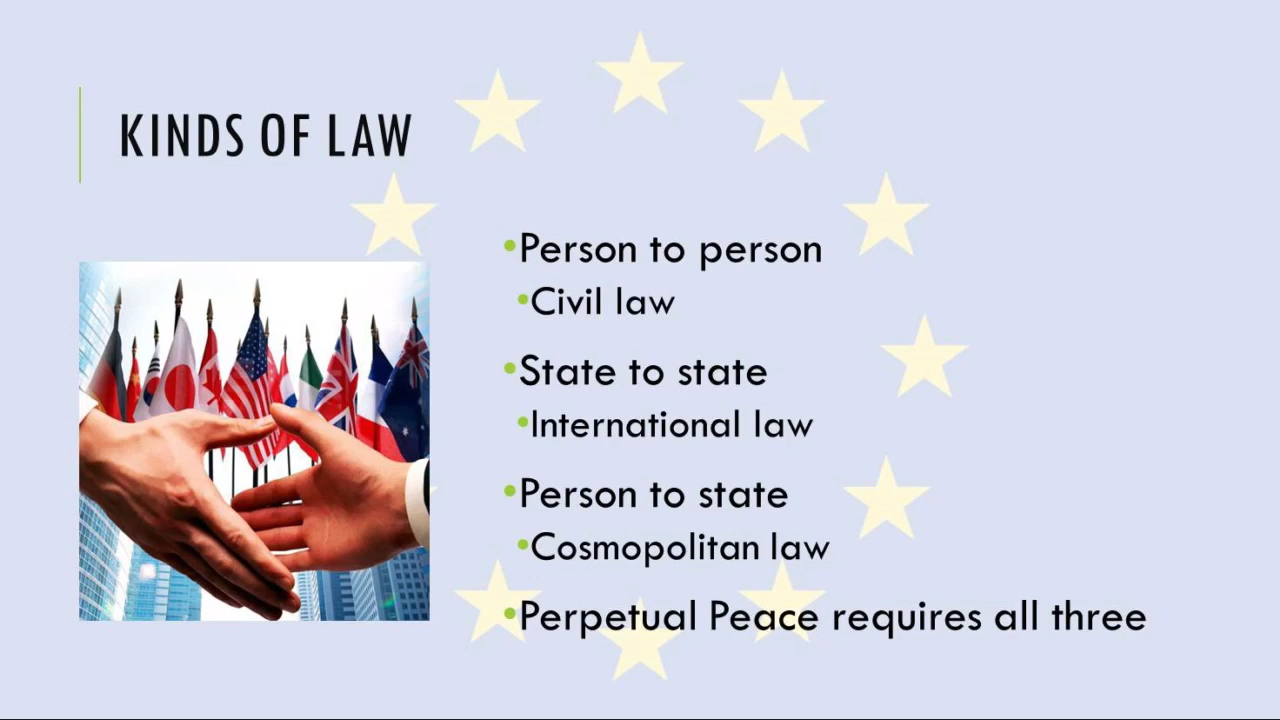 KINDS OF LAW
•Person to person
•Civil law
•State to state
•International law
•Person to state
•Cosmopolitan law
•Perpetual Peace requires all three